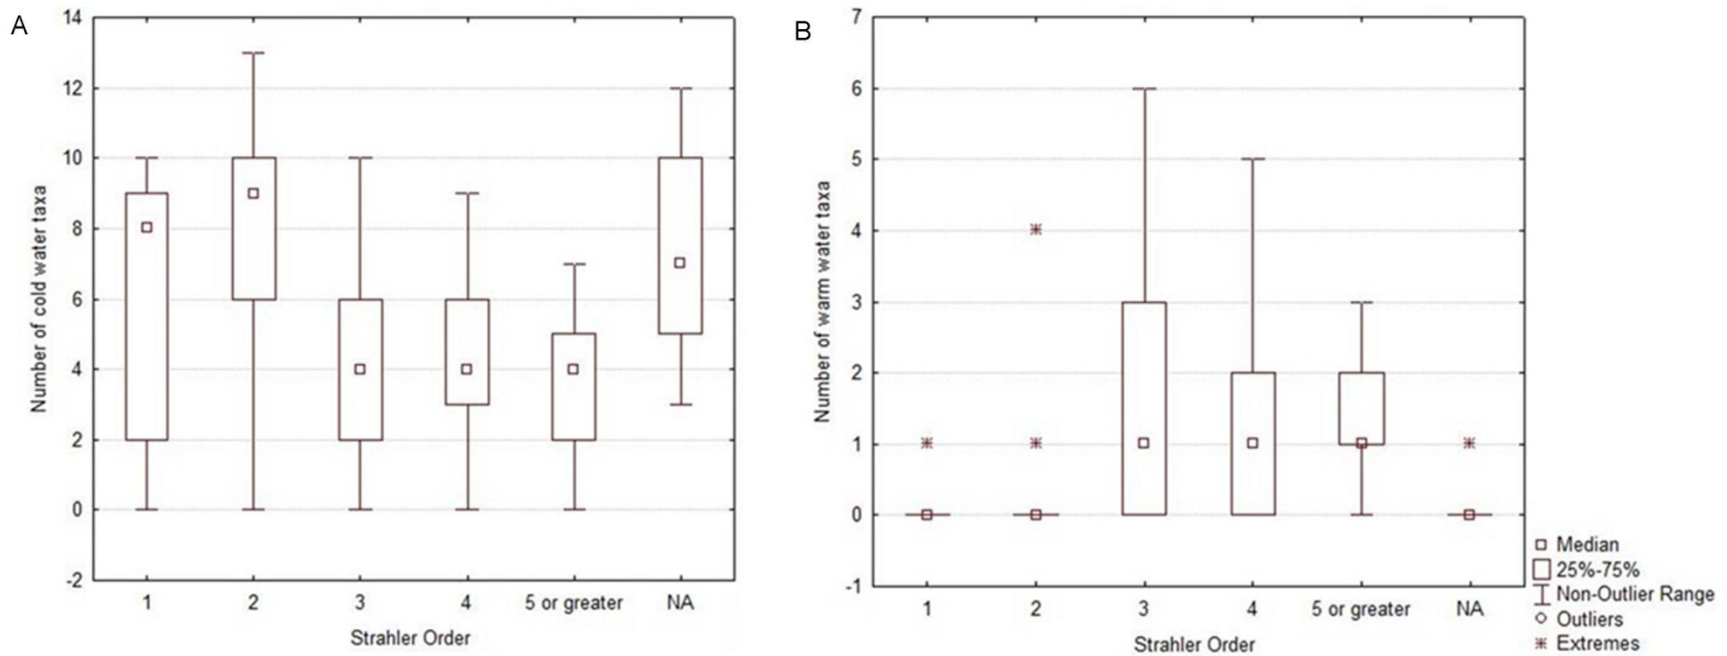 A
14
12
10
8
6
4
2
0
-2
Number of cold water taxa
1 2 3 4 5 or greater NA
Strahler Order
B
7
6
5
4
3
2
1
0
-1
Number of warm water taxa
1 2 3 4 5 or greater NA
Strahler Order
Median
25%-75%
Non-Outlier Range
Outliers
Extremes